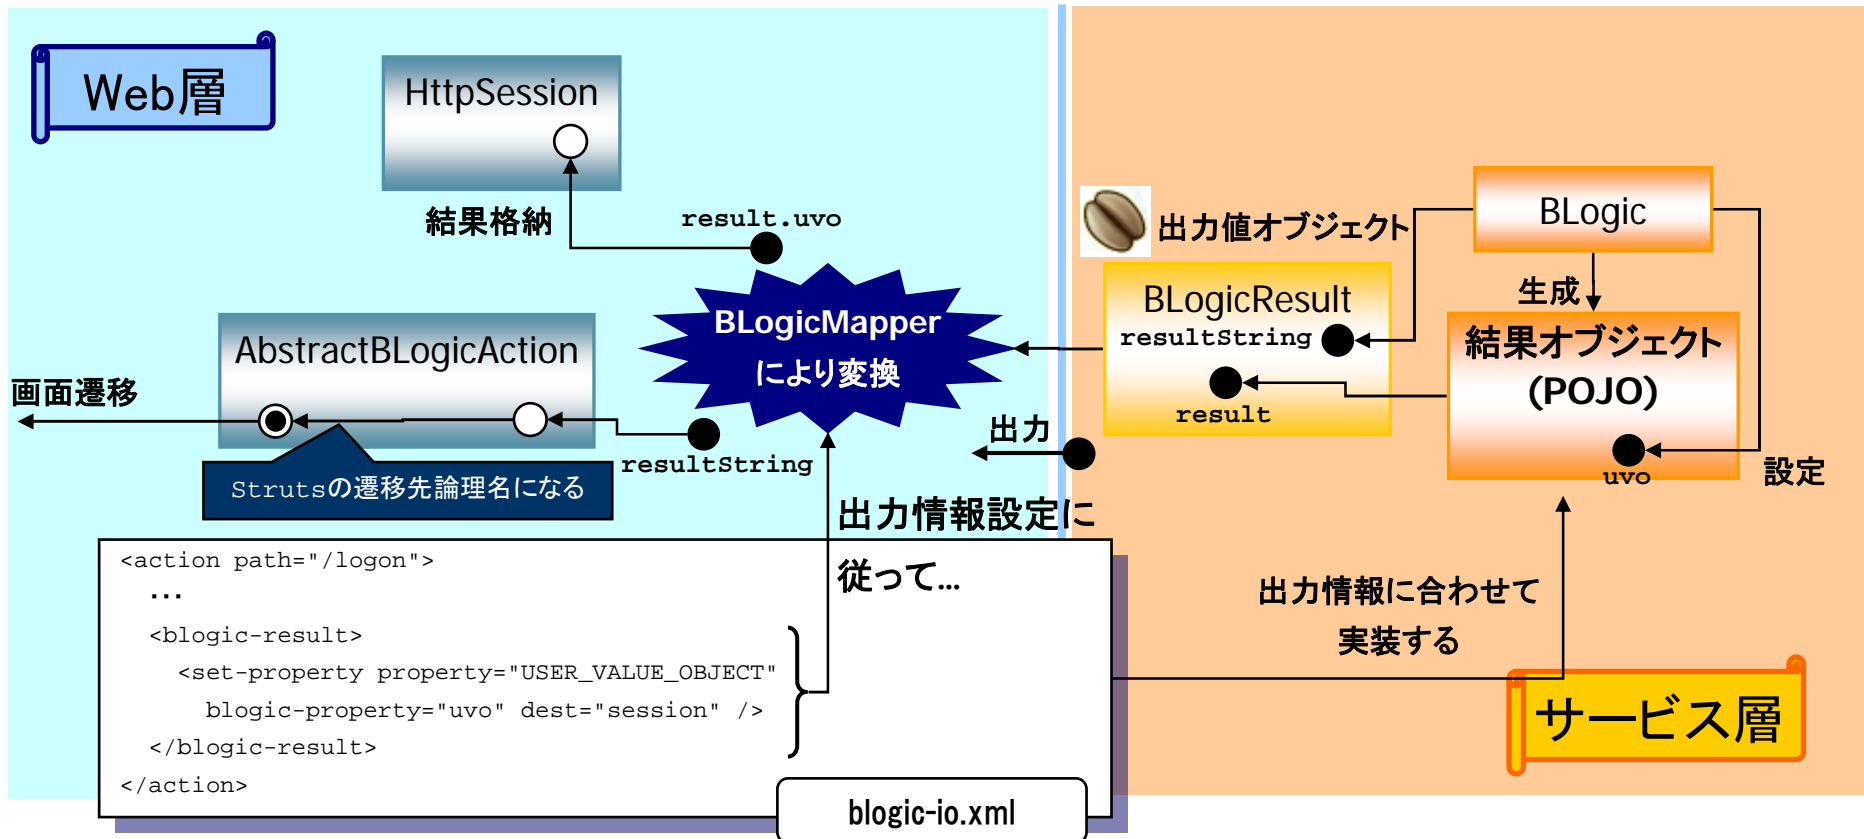 Web層
HttpSession
結果格納
result.uvo
BLogicMapper
により変換
AbstractBLogicAction
画面遷移
resultString
Strutsの遷移先論理名になる
出力値オブジェクト
BLogicResult
resultString
result
BLogic
生成
結果オブジェクト
(POJO)
uvo
設定
出力
出力情報設定に
従って…
<action path="/logon">
・・・
<blogic-result>
<set-property property="USER_VALUE_OBJECT"
blogic-property="uvo" dest="session" />
</blogic-result>
</action>
blogic-io.xml
出力情報に合わせて
実装する
サービス層